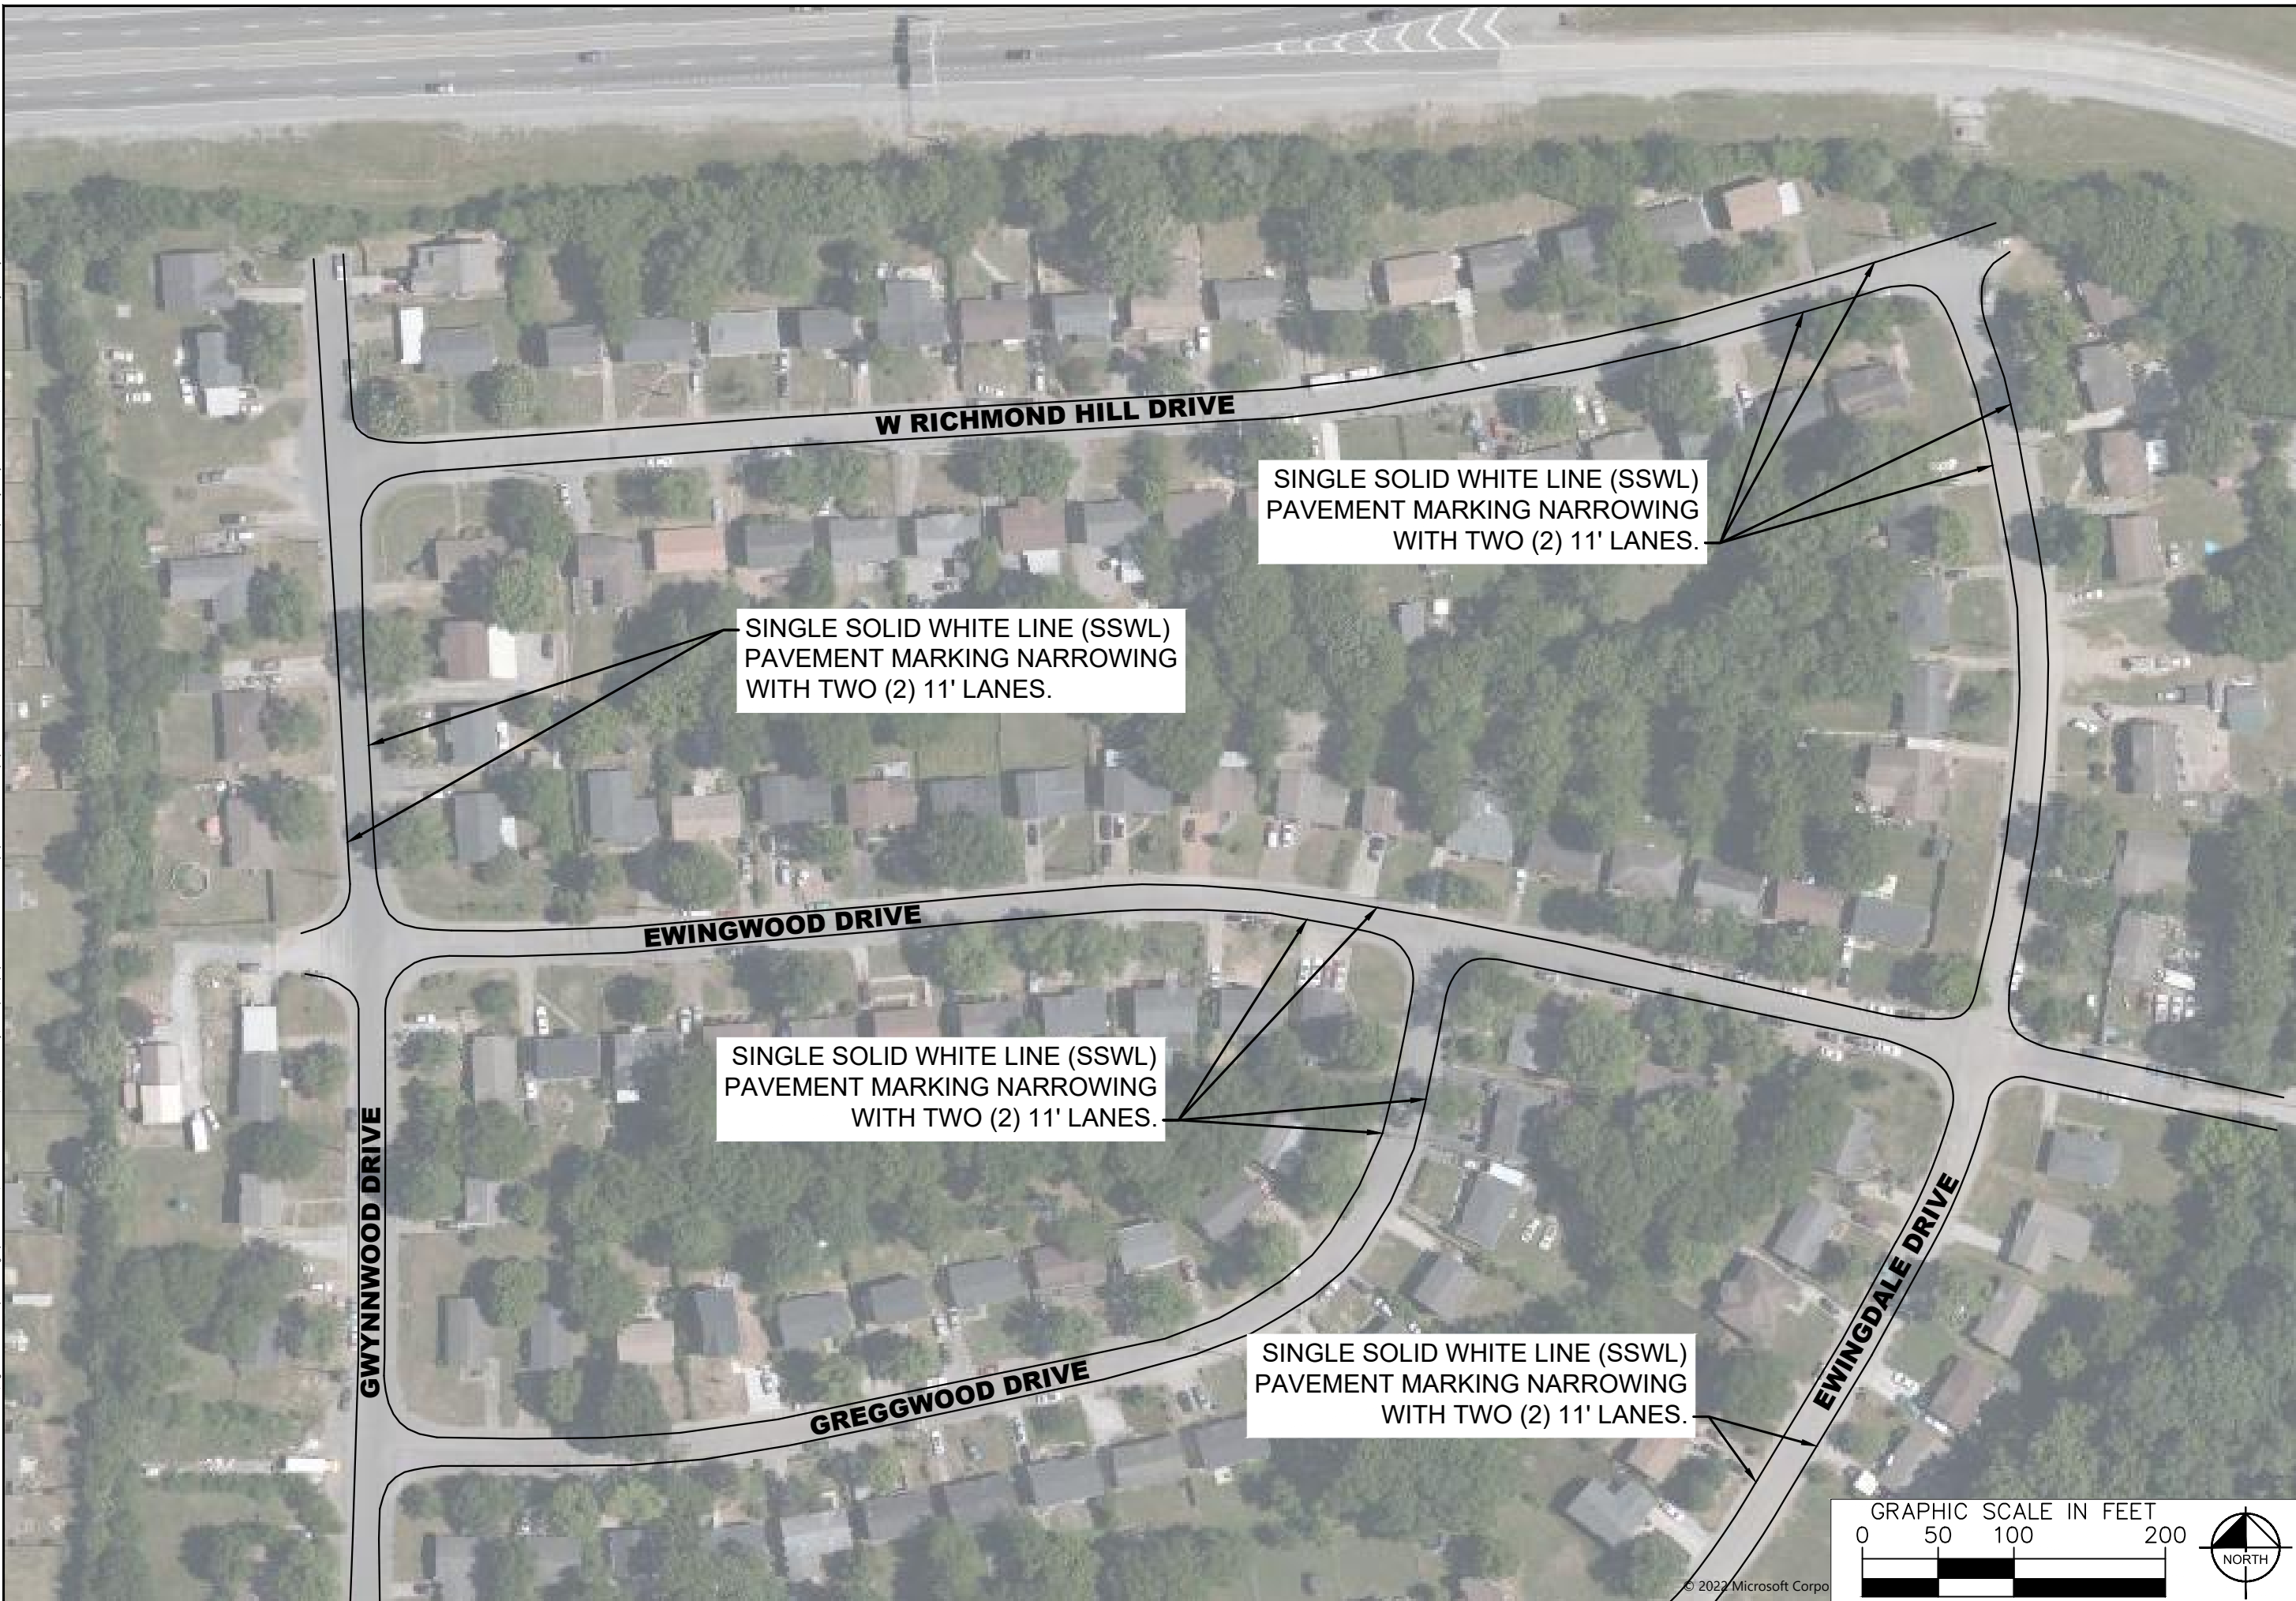 W RICHMOND HILL DRIVE
SINGLE SOLID WHITE LINE (SSWL)
PAVEMENT MARKING NARROWING
WITH TWO (2) 11' LANES.
SINGLE SOLID WHITE LINE (SSWL)
PAVEMENT MARKING NARROWING
WITH TWO (2) 11' LANES.
EWINGWOOD DRIVE
SINGLE SOLID WHITE LINE (SSWL)
PAVEMENT MARKING NARROWING
WITH TWO (2) 11' LANES.
GWYNNWOOD DRIVE
EWINGDALE DRIVE
GREGGWOOD DRIVE
SINGLE SOLID WHITE LINE (SSWL)
PAVEMENT MARKING NARROWING
WITH TWO (2) 11' LANES.
GRAPHIC SCALE IN FEET
0 50 100 200
NORTH
© 2022 Microsoft Corpo